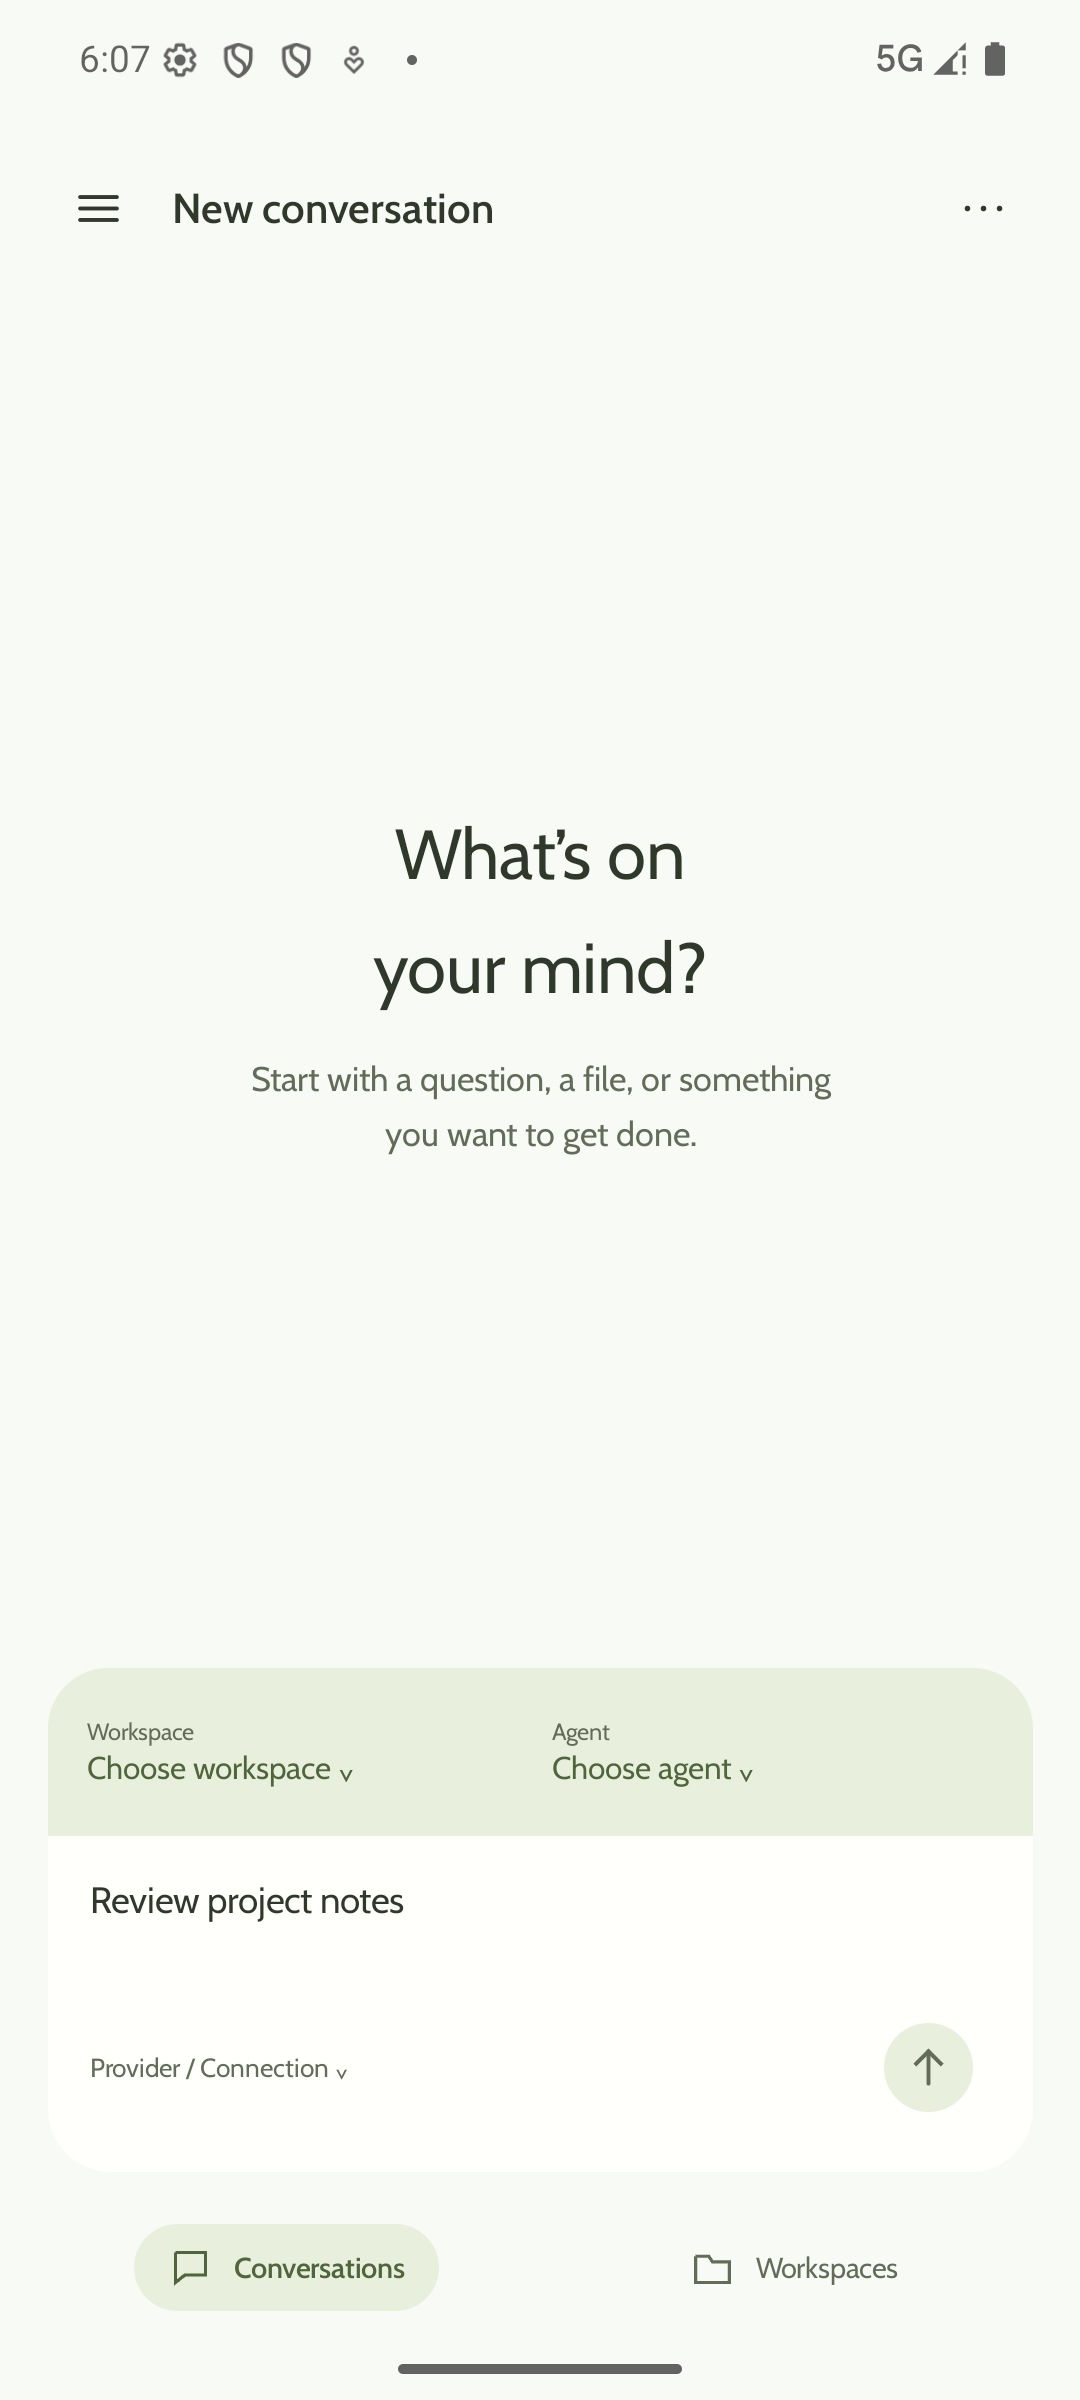 6:07
5G
New conversation
What’s on
your mind?
Start with a question, a file, or something
you want to get done.
Workspace
Choose workspace
Agent
Choose agent
Review project notes
Provider / Connection
Conversations
Workspaces